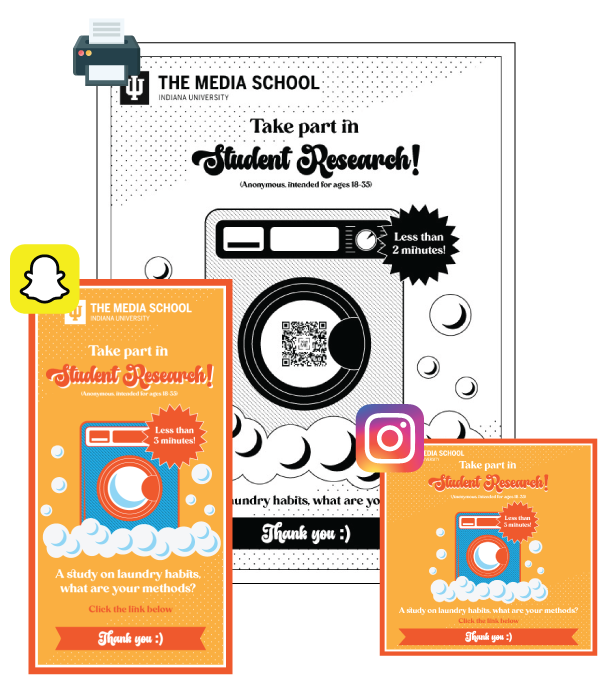 THE MEDIA SCHOOL
INDIANA UNIVERSITY
Take part in
Student Research!
(Anonymous, intended for ages 18-35)
Less than
2 minutes!
laundry habits, what are yo
Thank you :)
THE MEDIA SCHOOL
INDIANA UNIVERSITY
Take part in
Student Research!
(Anonymous, intended for ages 18-35)
Less than
3 minutes!
A study on laundry habits,
what are your methods?
Click the link below
Thank you :)
MEDIA SCHOOL
Take part in
Student Research!
(Anonymous, intended for ages 18-35)
Less than
3 minutes!
A study on laundry habits, what are your methods?
Click the link below
Thank you :)